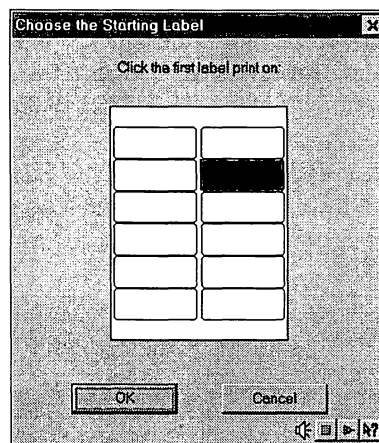 Choose the Starting Label
Click the first label print on:
OK
Cancel